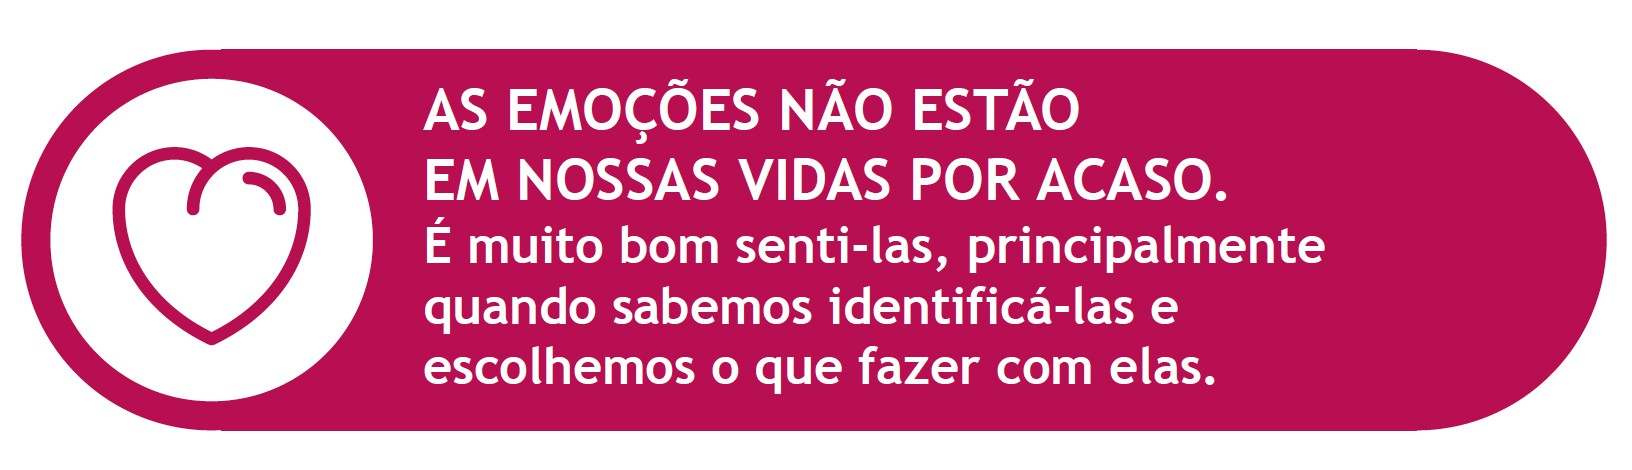 AS EMOÇÕES NÃO ESTÃO
EM NOSSAS VIDAS POR ACASO.
É muito bom senti-las, principalmente
quando sabemos identificá-las e
escolhemos o que fazer com elas.